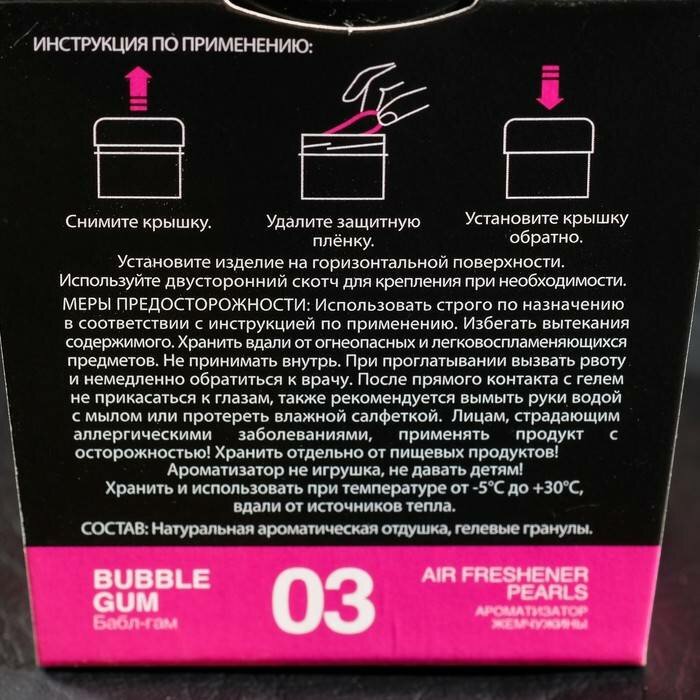 ИНСТРУКЦИЯ ПО ПРИМЕНЕНИЮ:
Снимите крышку.
Удалите защитную
плёнку.
Установите крышку
обратно.
Установите изделие на горизонтальной поверхности.
Используйте двусторонний скотч для крепления при необходимости.
МЕРЫ ПРЕДОСТОРОЖНОСТИ: Использовать строго по назначению
в соответствии с инструкцией по применению. Избегать вытекания
содержимого. Хранить вдали от огнеопасных и легковоспламеняющихся
предметов. Не принимать внутрь. При проглатывании вызвать рвоту
и немедленно обратиться к врачу. После прямого контакта с гелем
не прикасаться к глазам, также рекомендуется вымыть руки водой
с мылом или протереть влажной салфеткой. Лицам, страдающим
аллергическими заболеваниями, применять продукт с
осторожностью! Хранить отдельно от пищевых продуктов!
Ароматизатор не игрушка, не давать детям!
Хранить и использовать при температуре от -5°C до +30°C,
вдали от источников тепла.
СОСТАВ: Натуральная ароматическая отдушка, гелевые гранулы.
BUBBLE
GUM
Бабл-гам
03
AIR FRESHENER
PEARLS
АРОМАТИЗАТОР
ЖЕМЧУЖИНЫ